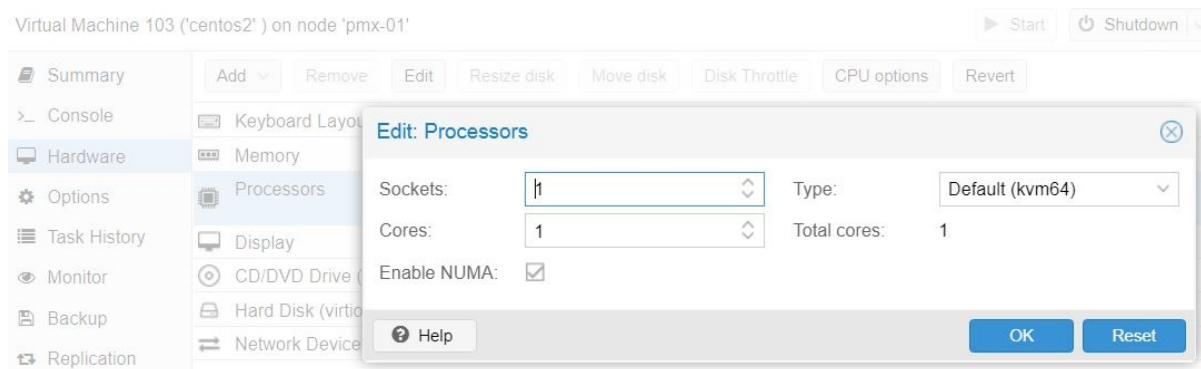 Virtual Machine 103 ('centos2' ) on node 'pmx-01'
Start
Shutdown
Summary
Add
Remove
Edit
Resize disk
Move disk
Disk Throttle
CPU options
Revert
Console
Keyboard Layou
Edit: Processors
Hardware
Memory
Processors
Sockets:
1
Type:
Default (kvm64)
Options
Cores:
1
Total cores:
1
Task History
Display
Monitor
CD/DVD Drive (
Enable NUMA:
Backup
Hard Disk (virtio
Help
OK
Reset
Replication
Network Device